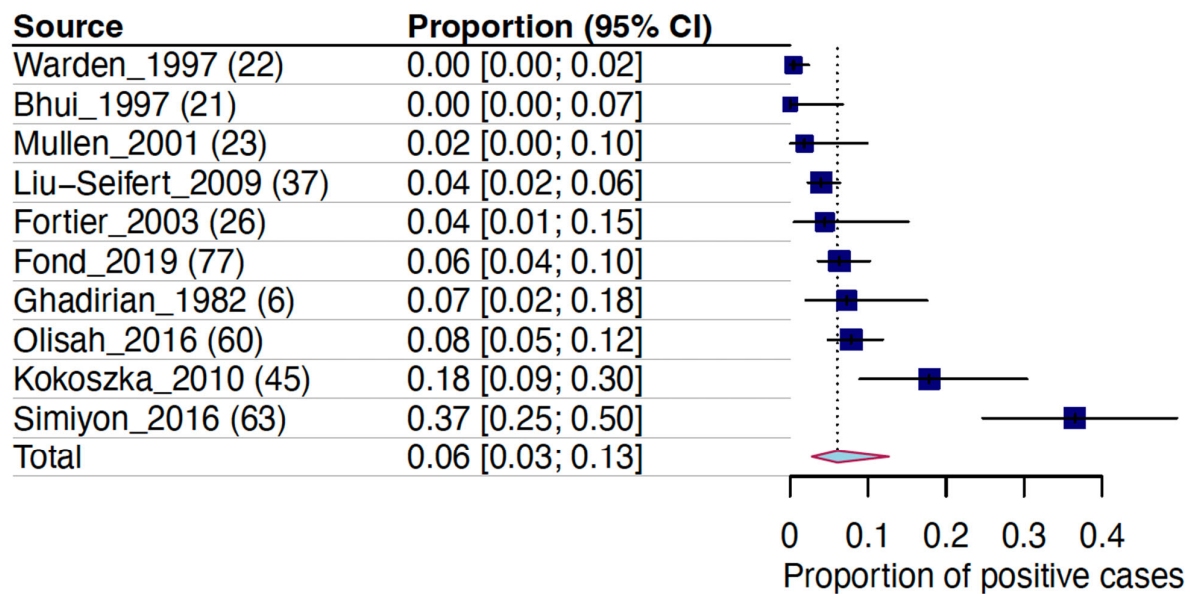 Source Proportion (95% CI)
Warden_1997 (22) 0.00 [0.00; 0.02]
Bhui_1997 (21) 0.00 [0.00; 0.07]
Mullen_2001 (23) 0.02 [0.00; 0.10]
Liu−Seifert_2009 (37) 0.04 [0.02; 0.06]
Fortier_2003 (26) 0.04 [0.01; 0.15]
Fond_2019 (77) 0.06 [0.04; 0.10]
Ghadirian_1982 (6) 0.07 [0.02; 0.18]
Olisah_2016 (60) 0.08 [0.05; 0.12]
Kokoszka_2010 (45) 0.18 [0.09; 0.30]
Simiyon_2016 (63) 0.37 [0.25; 0.50]
Total 0.06 [0.03; 0.13]
0 0.1 0.2 0.3 0.4
Proportion of positive cases